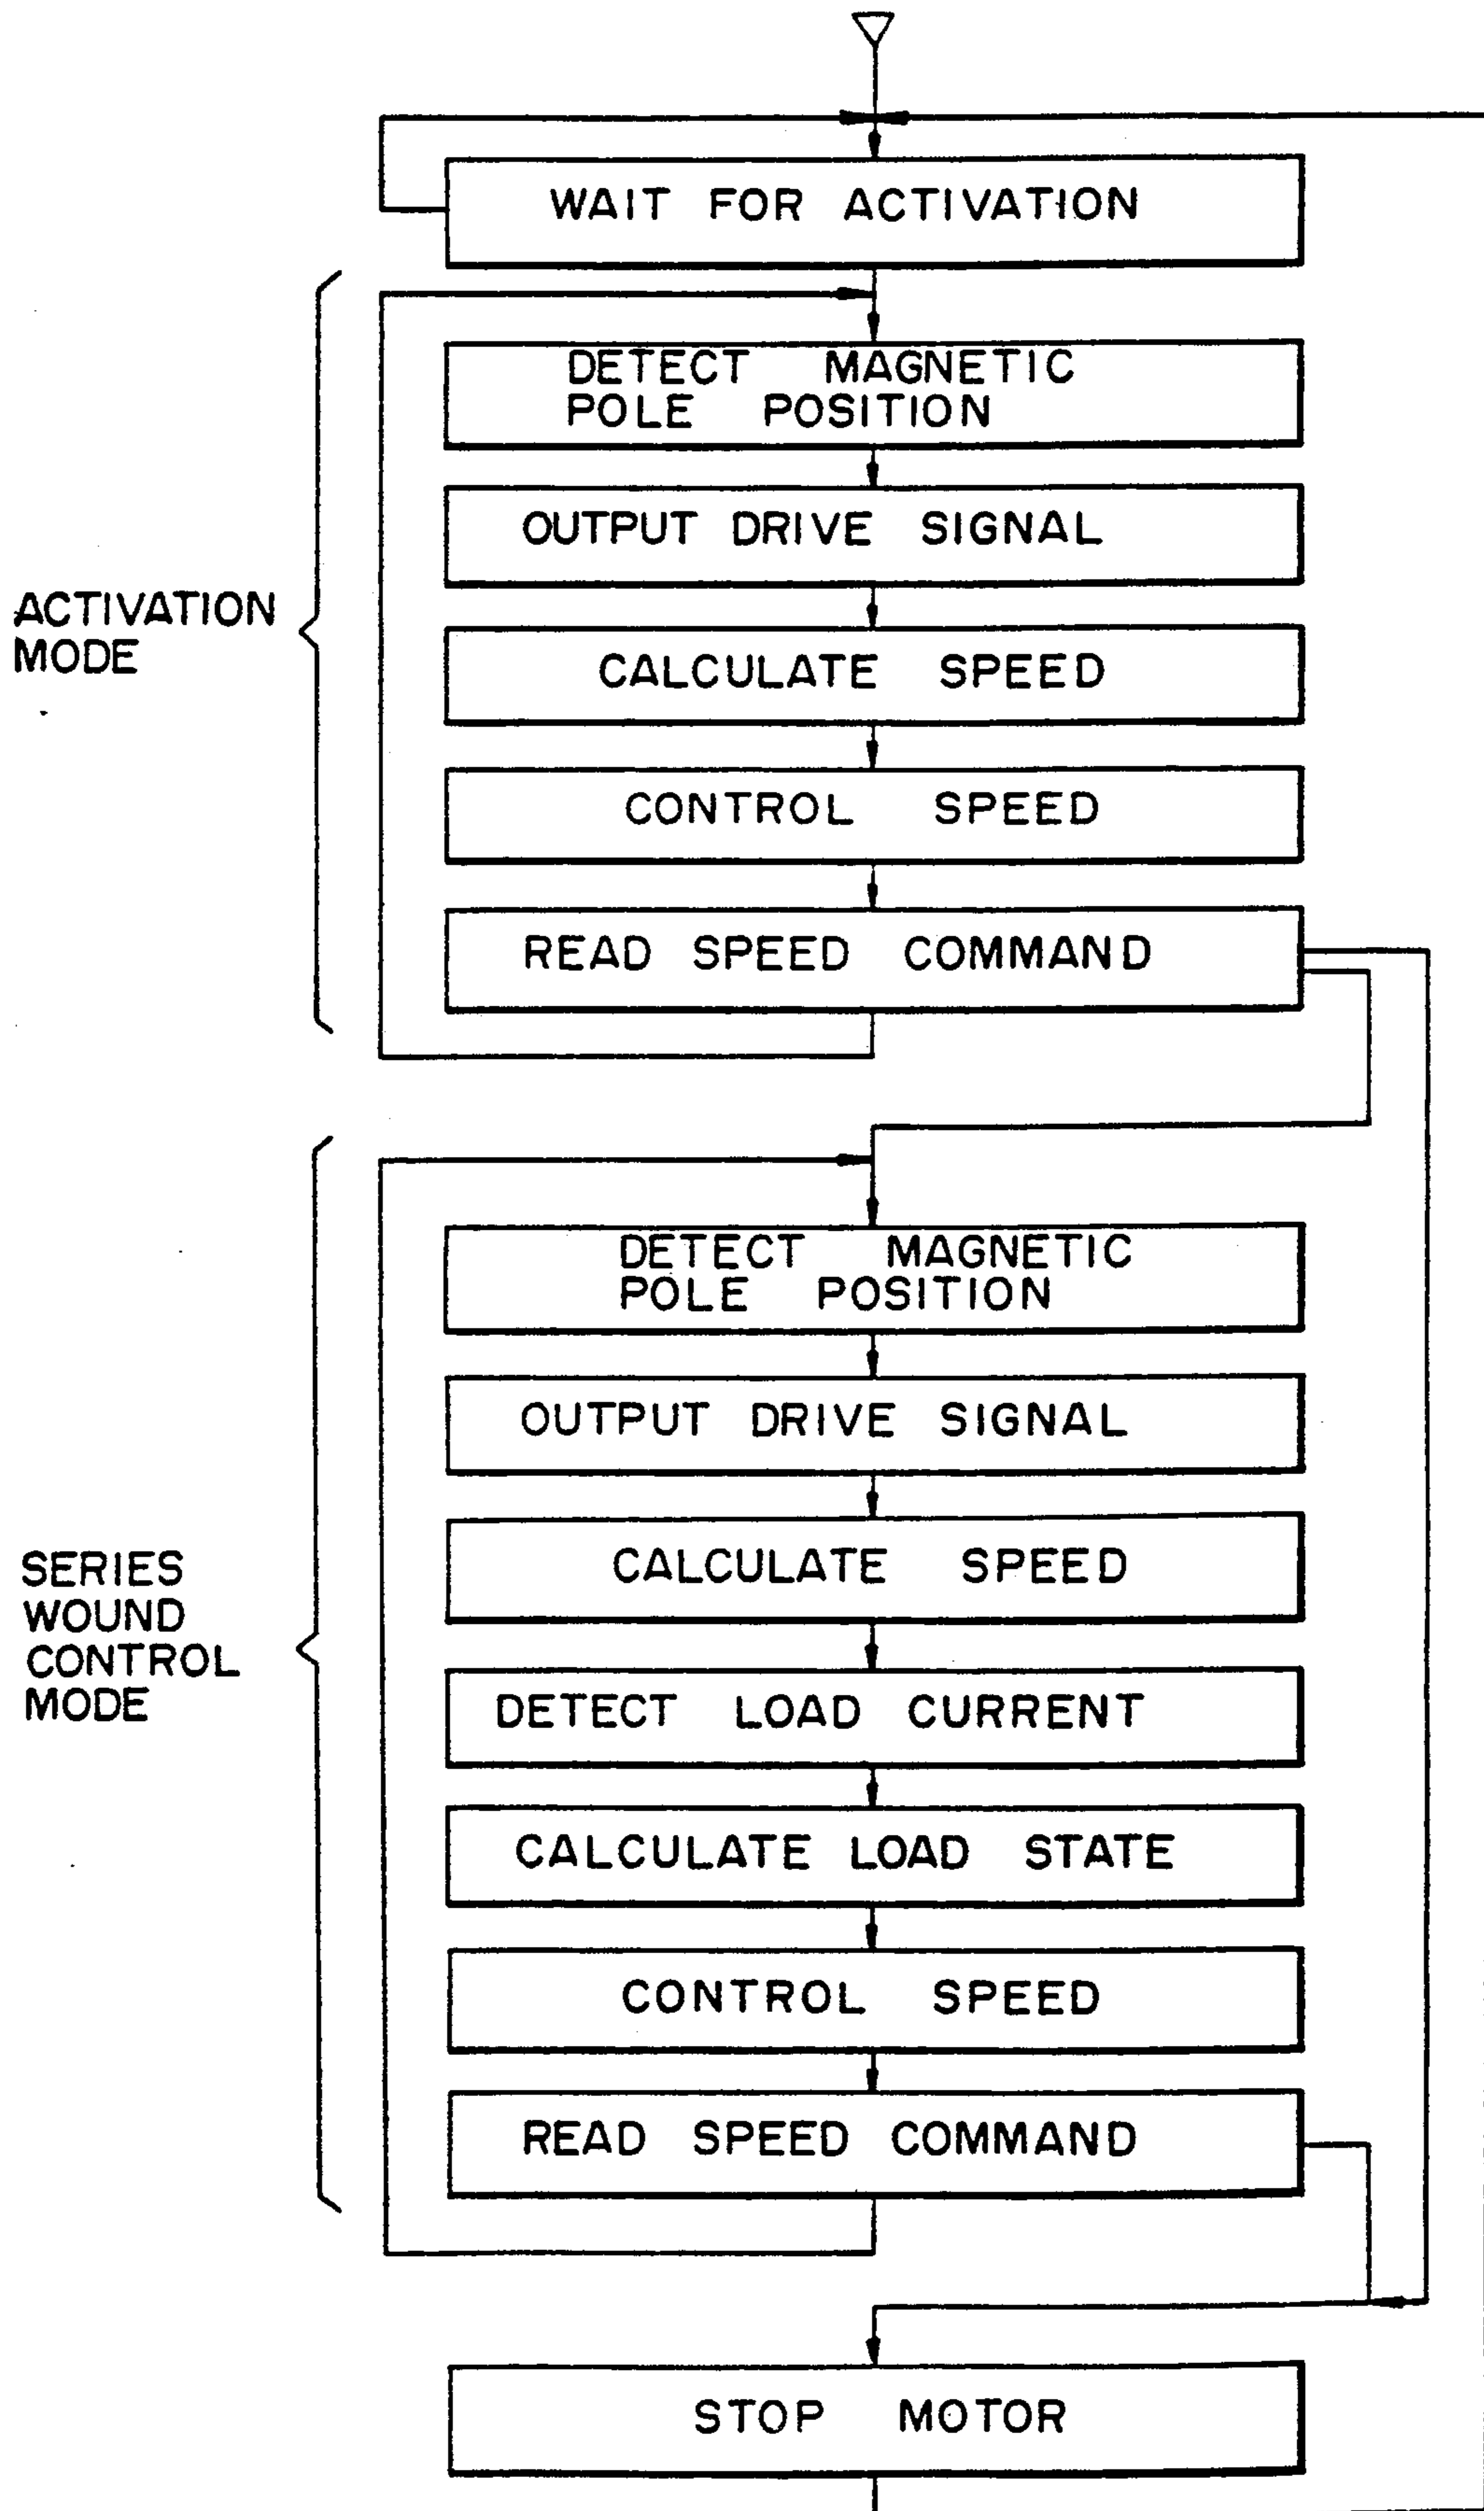 WAIT FOR ACTIVATION
ACTIVATION
MODE
DETECT MAGNETIC
POLE POSITION
OUTPUT DRIVE SIGNAL
CALCULATE SPEED
CONTROL SPEED
READ SPEED COMMAND
SERIES
WOUND
CONTROL
MODE
DETECT MAGNETIC
POLE POSITION
OUTPUT DRIVE SIGNAL
CALCULATE SPEED
DETECT LOAD CURRENT
CALCULATE LOAD STATE
CONTROL SPEED
READ SPEED COMMAND
STOP MOTOR